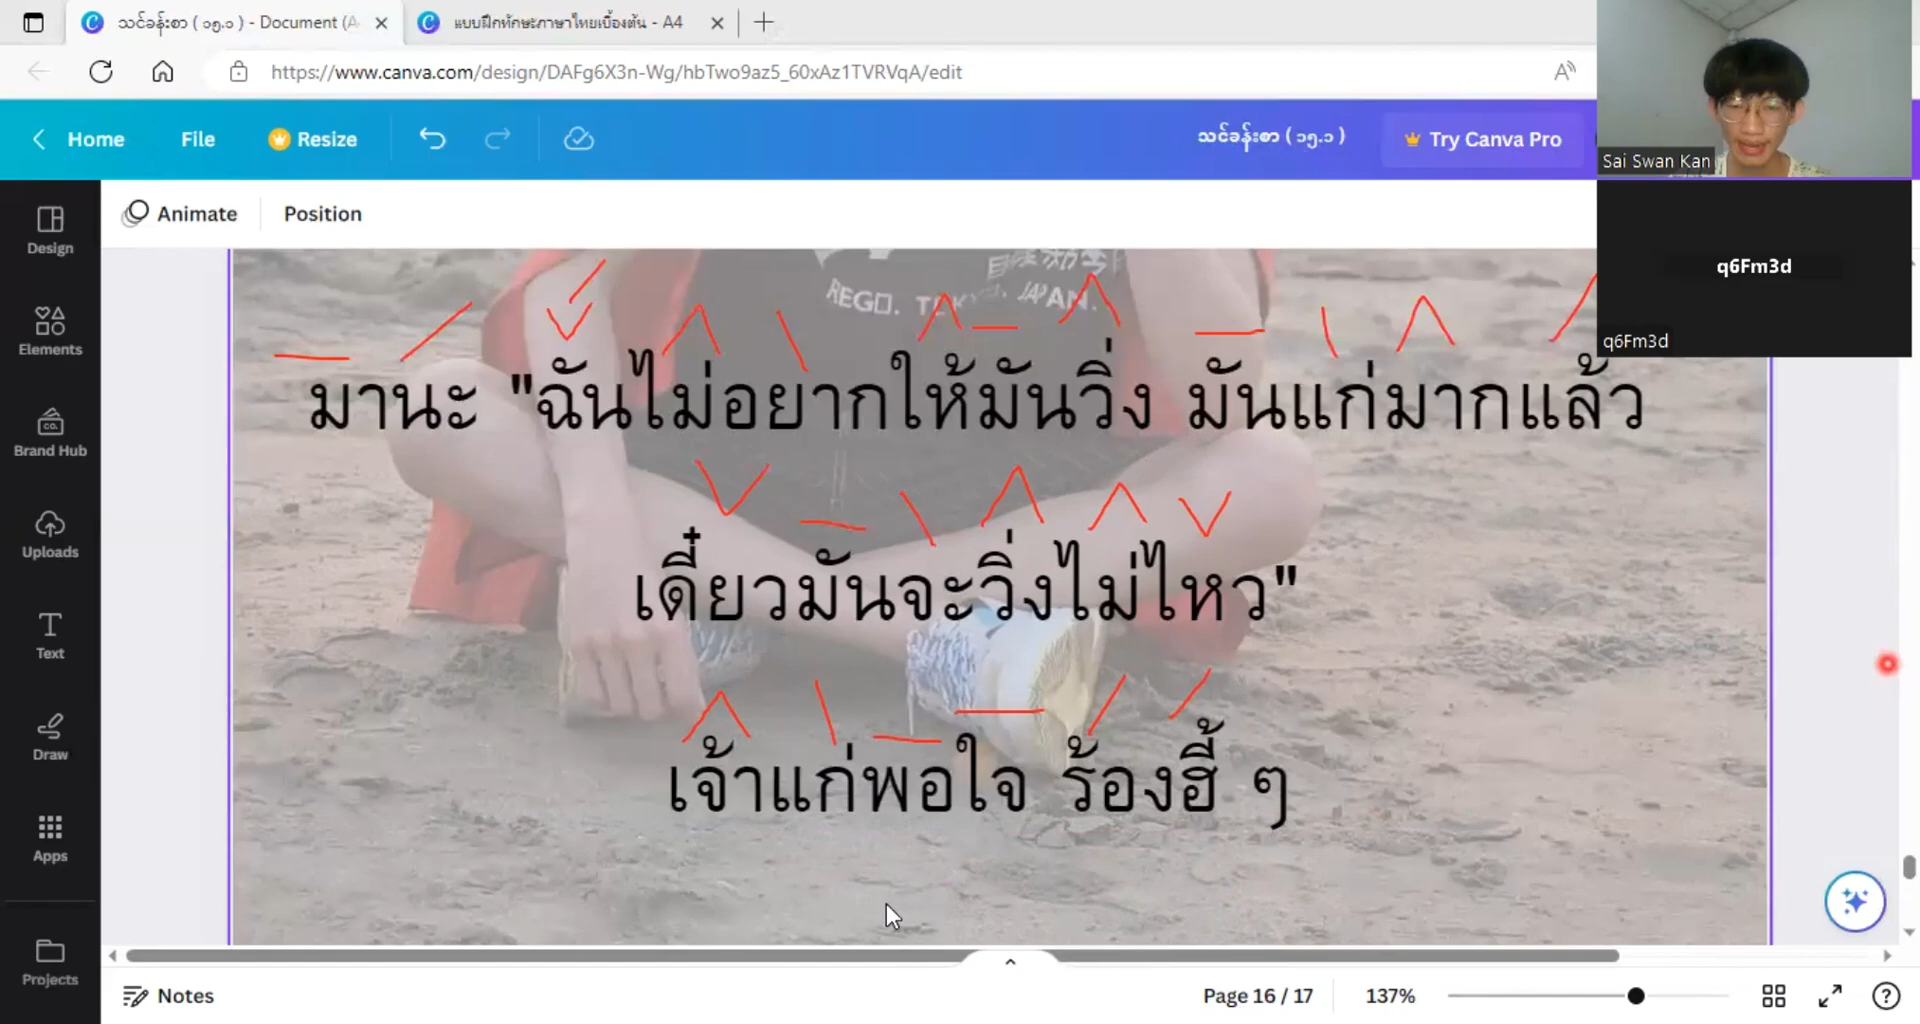 သင်ခန်းစာ ( ၁၅.၁ ) - Document (A
แบบฝึกทักษะภาษาไทยเบื้องต้น - A4
https://www.canva.com/design/DAFg6X3n-Wg/hbTwo9az5_60xAz1TVRVqA/edit
Home File Resize
သင်ခန်းစာ ( ၁၅.၁ )
Try Canva Pro
Sai Swan Kan
q6Fm3d
q6Fm3d
Animate Position
Design
Elements
Brand Hub
Uploads
Text
Draw
Apps
Projects
JAPAN.
มานะ "ฉันไม่อยากให้มันวิ่ง มันแก่มากแล้ว
เดี๋ยวมันจะวิ่งไม่ไหว"
เจ้าแก่พอใจ ร้องฮี้ ๆ
Notes
Page 16 / 17
137%